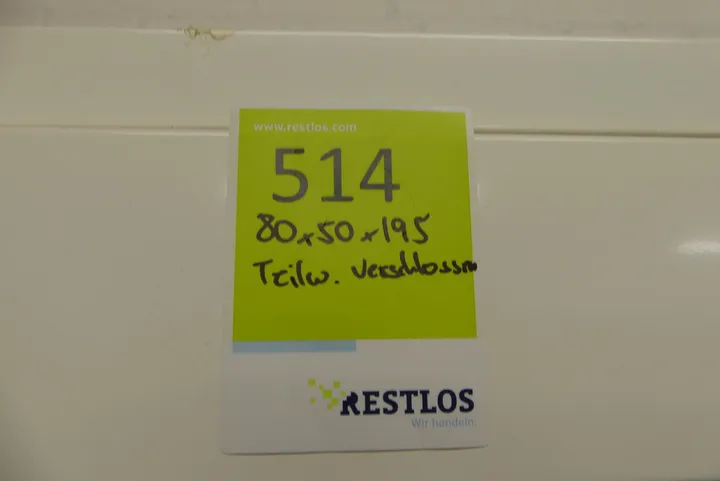 www.restlos.com
514
80x50x195
Teilw. verschlossen
RESTLOS
Wir handeln.